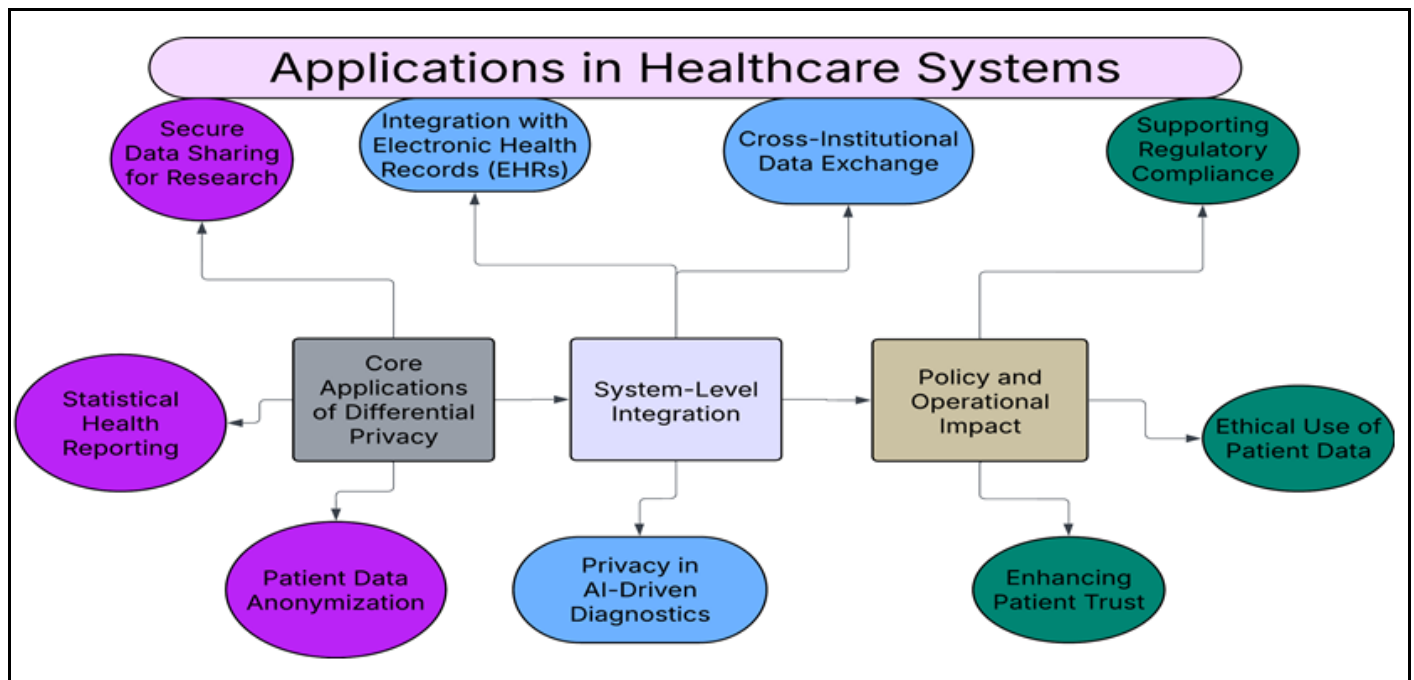 Applications in Healthcare Systems
Secure
Data Sharing
for Research
Integration with
Electronic Health
Records (EHRs)
Cross-Institutional
Data Exchange
Supporting
Regulatory
Compliance
Statistical
Health
Reporting
Core
Applications
of Differential
Privacy
System-Level
Integration
Policy and
Operational
Impact
Ethical Use of
Patient Data
Patient Data
Anonymization
Privacy in
AI-Driven
Diagnostics
Enhancing
Patient Trust